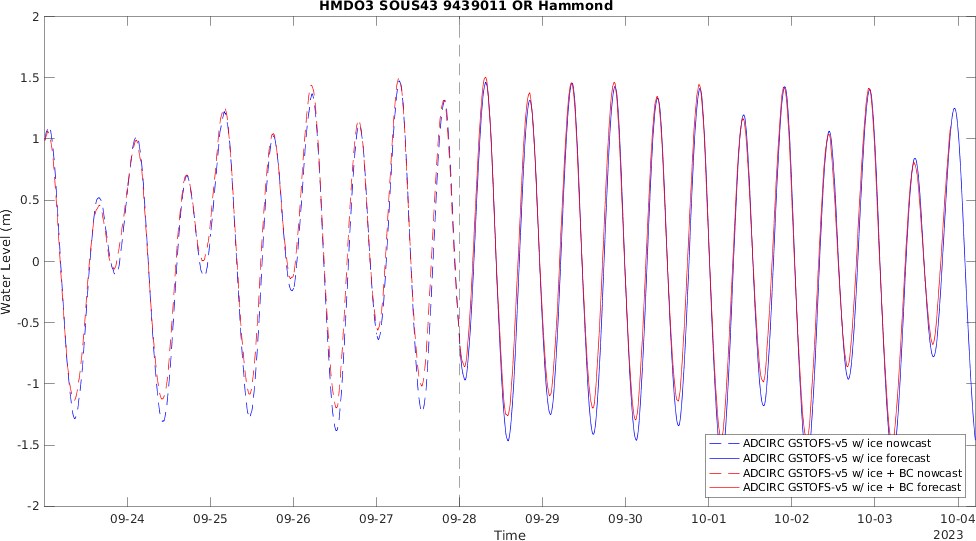 HMDO3 SOUS43 9439011 OR Hammond
2
1.5
1
0.5
0
-0.5
-1
-1.5
-2
Water Level (m)
ADCIRC GSTOFS-v5 w/ ice nowcast
ADCIRC GSTOFS-v5 w/ ice forecast
ADCIRC GSTOFS-v5 w/ ice + BC nowcast
ADCIRC GSTOFS-v5 w/ ice + BC forecast
09-24 09-25 09-26 09-27 09-28 09-29 09-30 10-01 10-02 10-03 10-04
Time 2023